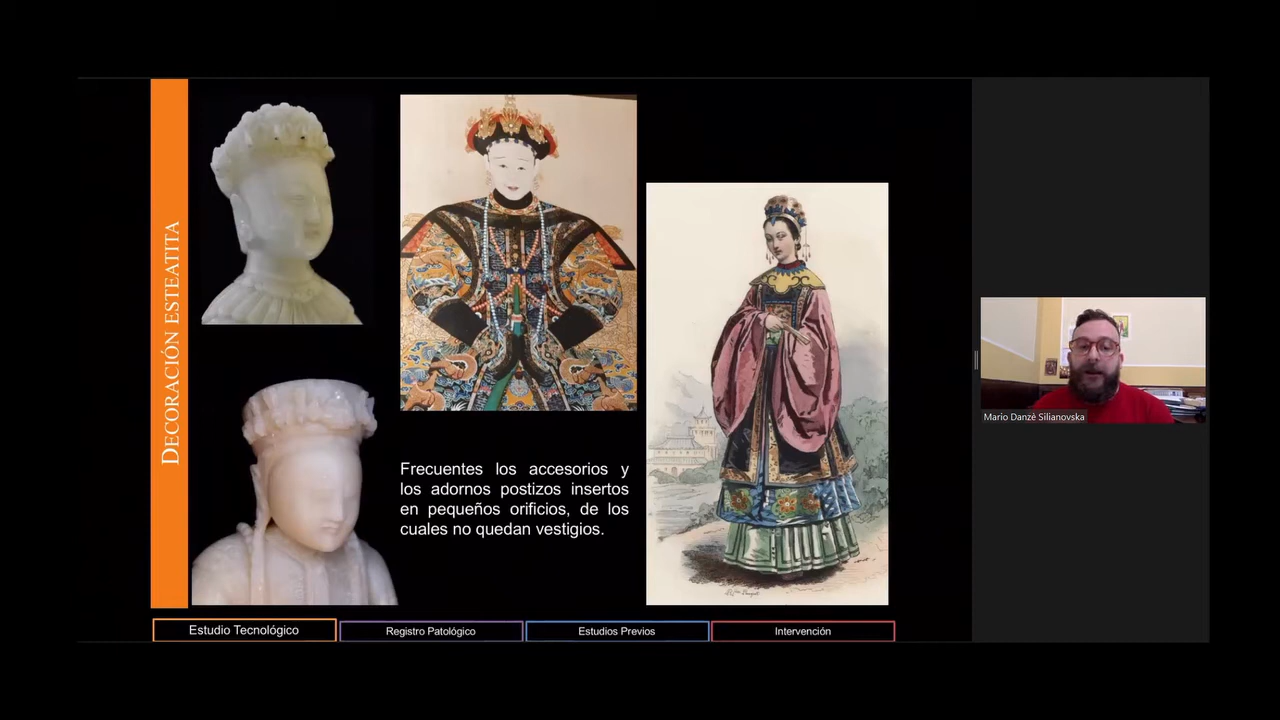 DECORACIÓN ESTEATITA
Frecuentes los accesorios y
los adornos postizos insertos
en pequeños orificios, de los
cuales no quedan vestigios.
Estudio Tecnológico
Registro Patológico
Estudios Previos
Intervención
Mario Danzè Silianovska